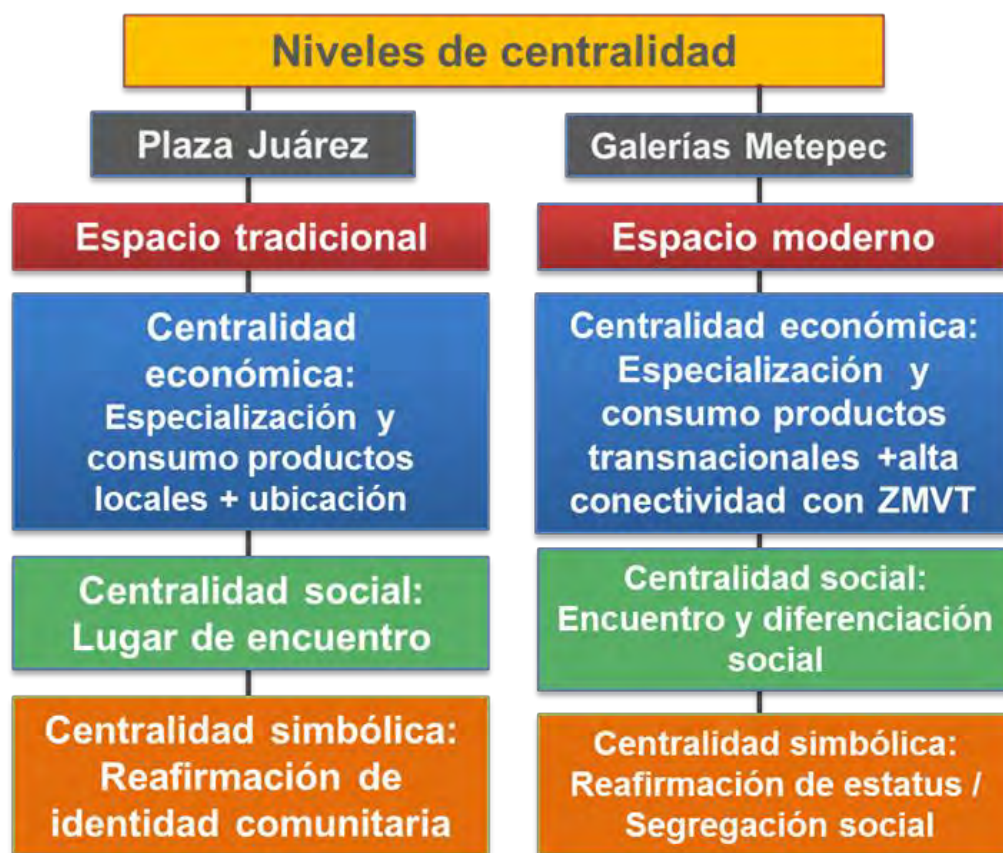 Niveles de centralidad
Plaza Juárez
Espacio tradicional
Centralidad
económica:
Especialización y
consumo productos
locales + ubicación
Centralidad social:
Lugar de encuentro
Centralidad simbólica:
Reafirmación de
identidad comunitaria
Galerías Metepec
Espacio moderno
Centralidad económica:
Especialización y
consumo productos
transnacionales +alta
conectividad con ZMVT
Centralidad social:
Encuentro y diferenciación
social
Centralidad simbólica:
Reafirmación de estatus /
Segregación social